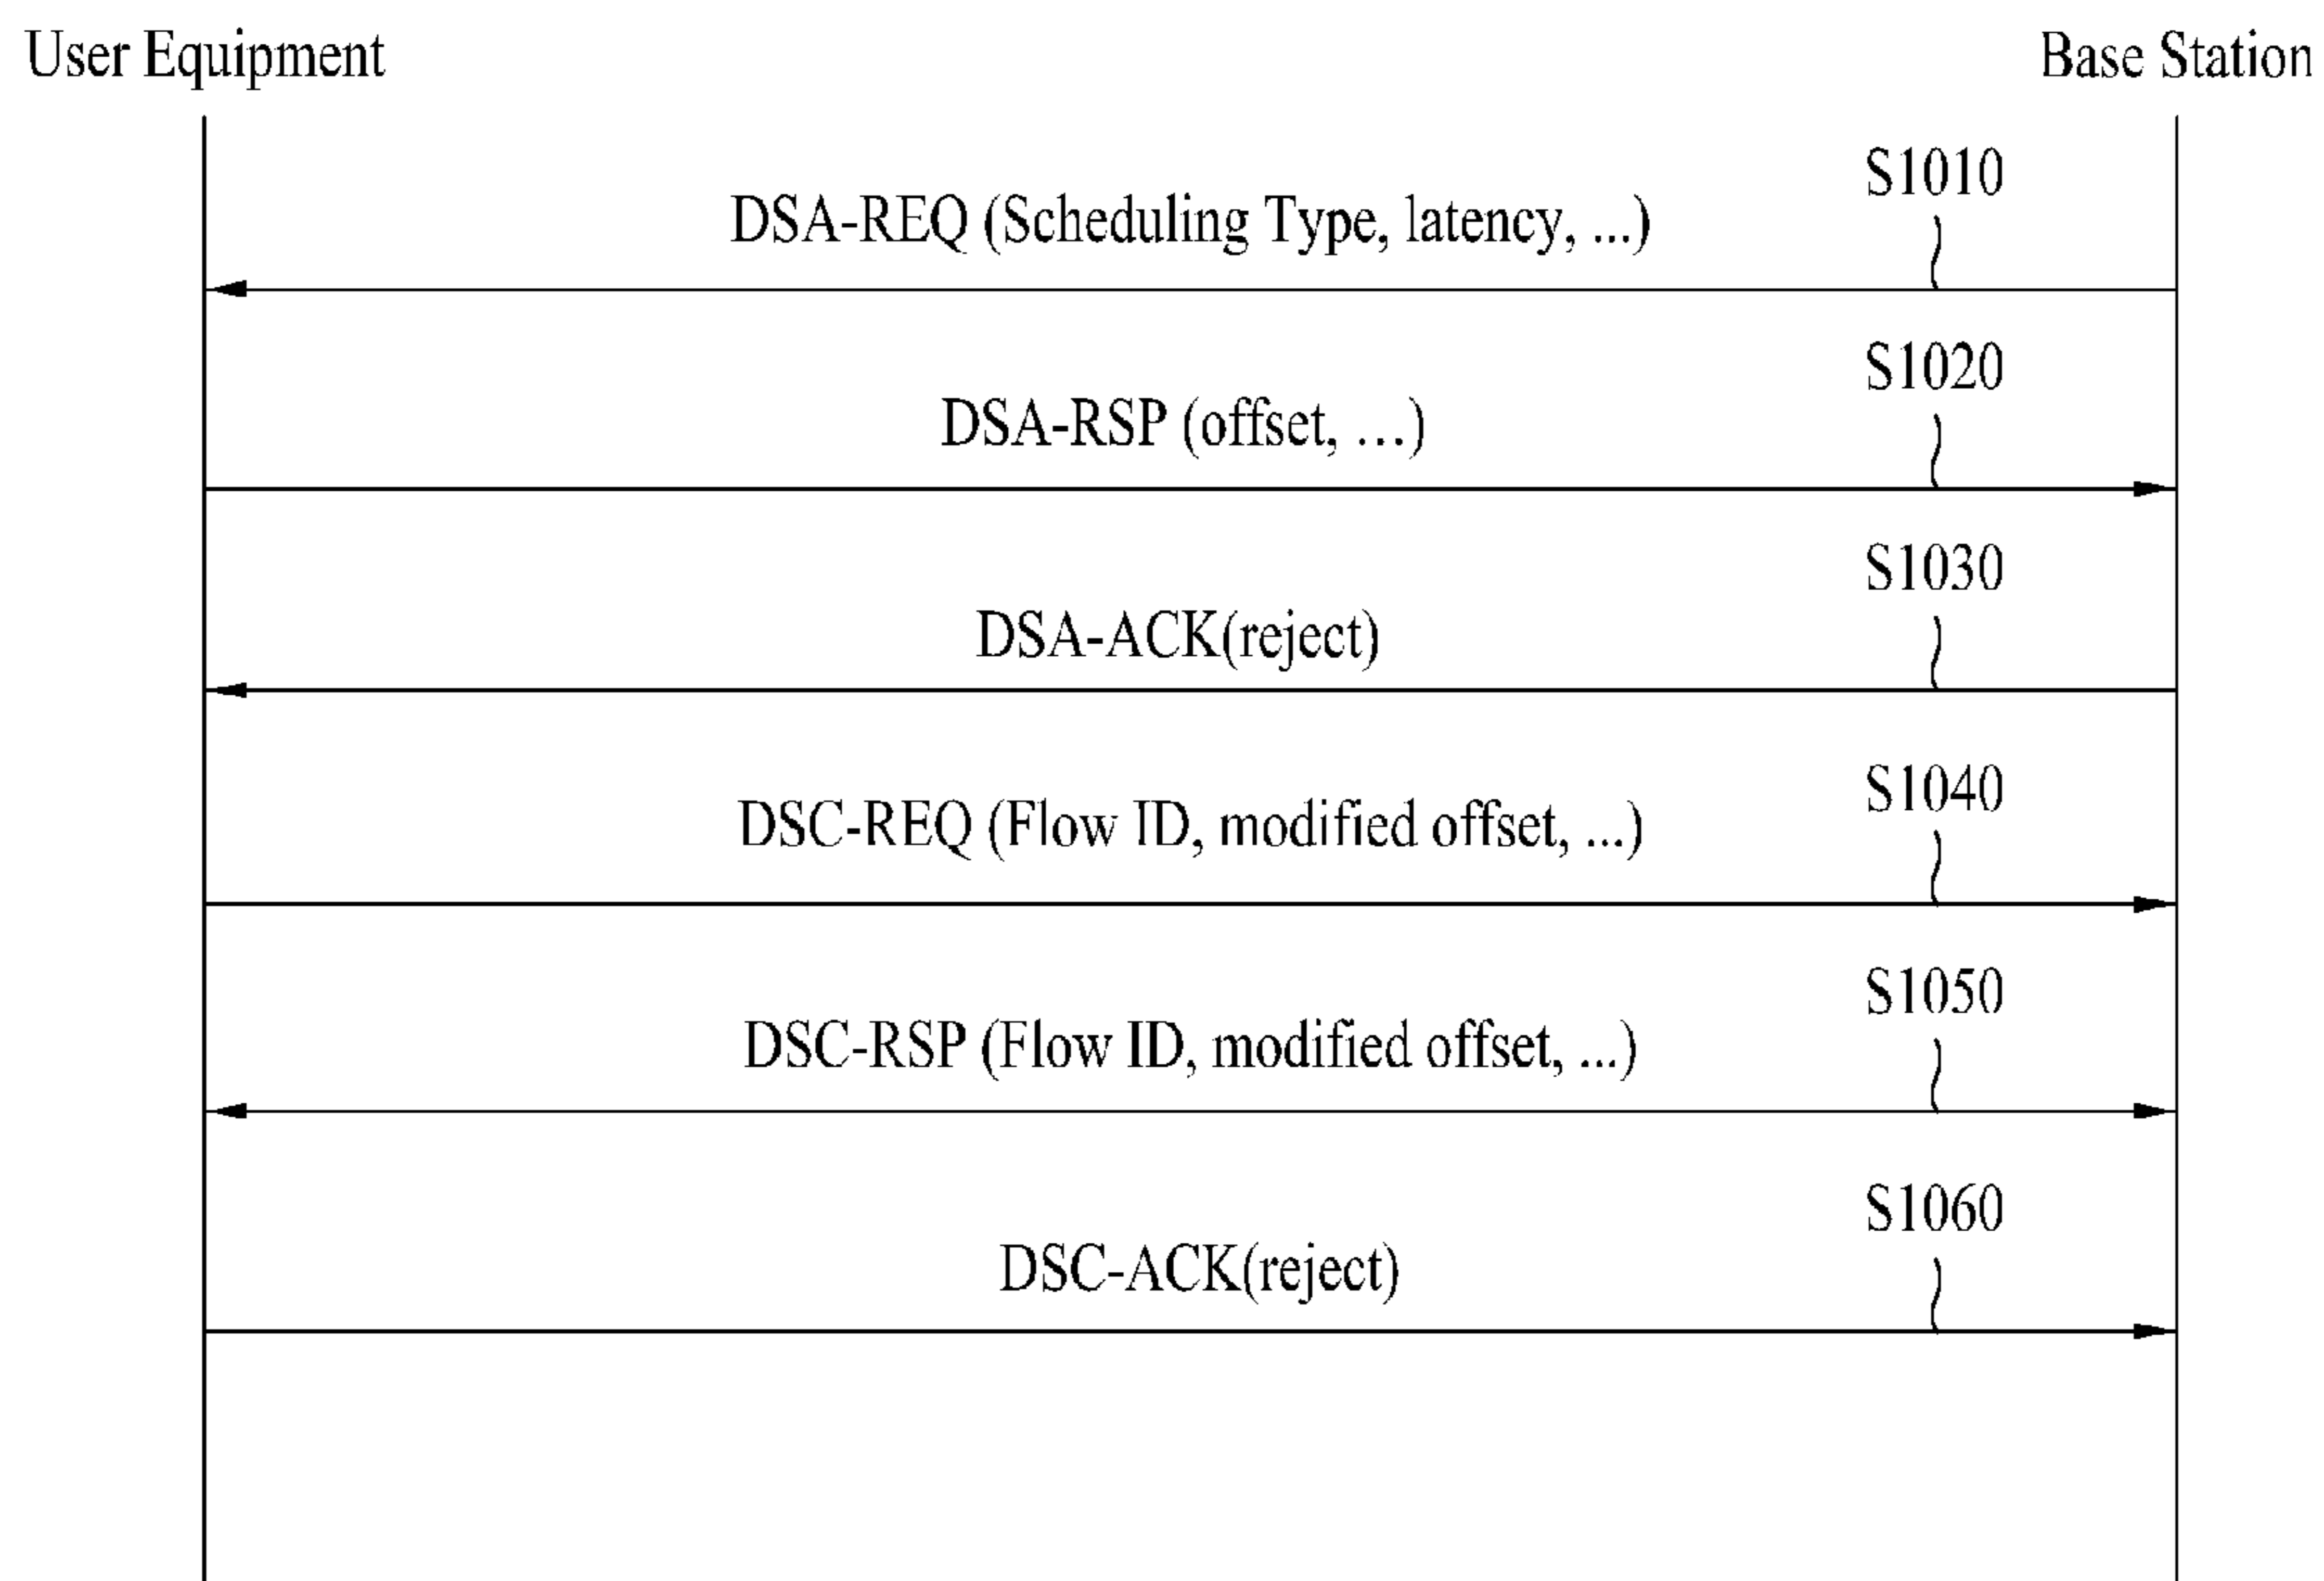 User Equipment
Base Station
S1010
DSA-REQ (Scheduling Type, latency, ...)
S1020
DSA-RSP (offset, ...)
S1030
DSA-ACK(reject)
S1040
DSC-REQ (Flow ID, modified offset, ...)
S1050
DSC-RSP (Flow ID, modified offset, ...)
S1060
DSC-ACK(reject)